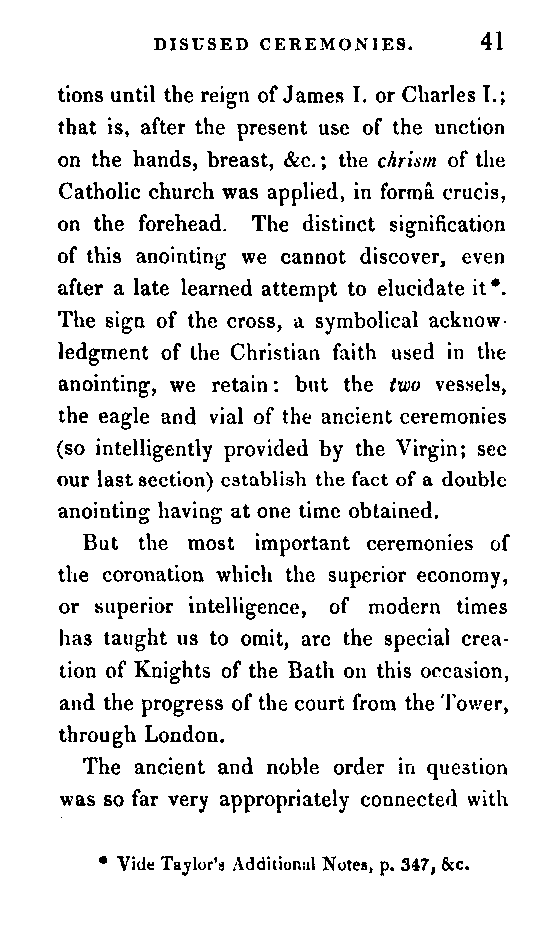 DISUSED CEREMONIES. 41
tions until the reign of James I. or Charles I.;
that is, after the present use of the unction
on the hands, breast, &c.; the chrism of the
Catholic church was applied, in formâ crucis,
on the forehead. The distinct signification
of this anointing we cannot discover, even
after a late learned attempt to elucidate it*.
The sign of the cross, a symbolical acknow-
ledgment of the Christian faith used in the
anointing, we retain: but the two vessels,
the eagle and vial of the ancient ceremonies
(so intelligently provided by the Virgin; see
our last section) establish the fact of a double
anointing having at one time obtained.
But the most important ceremonies of
the coronation which the superior economy,
or superior intelligence, of modern times
has taught us to omit, are the special crea-
tion of Knights of the Bath on this occasion,
and the progress of the court from the Tower,
through London.
The ancient and noble order in question
was so far very appropriately connected with
* Vide Taylor's Additional Notes, p. 347, &c.